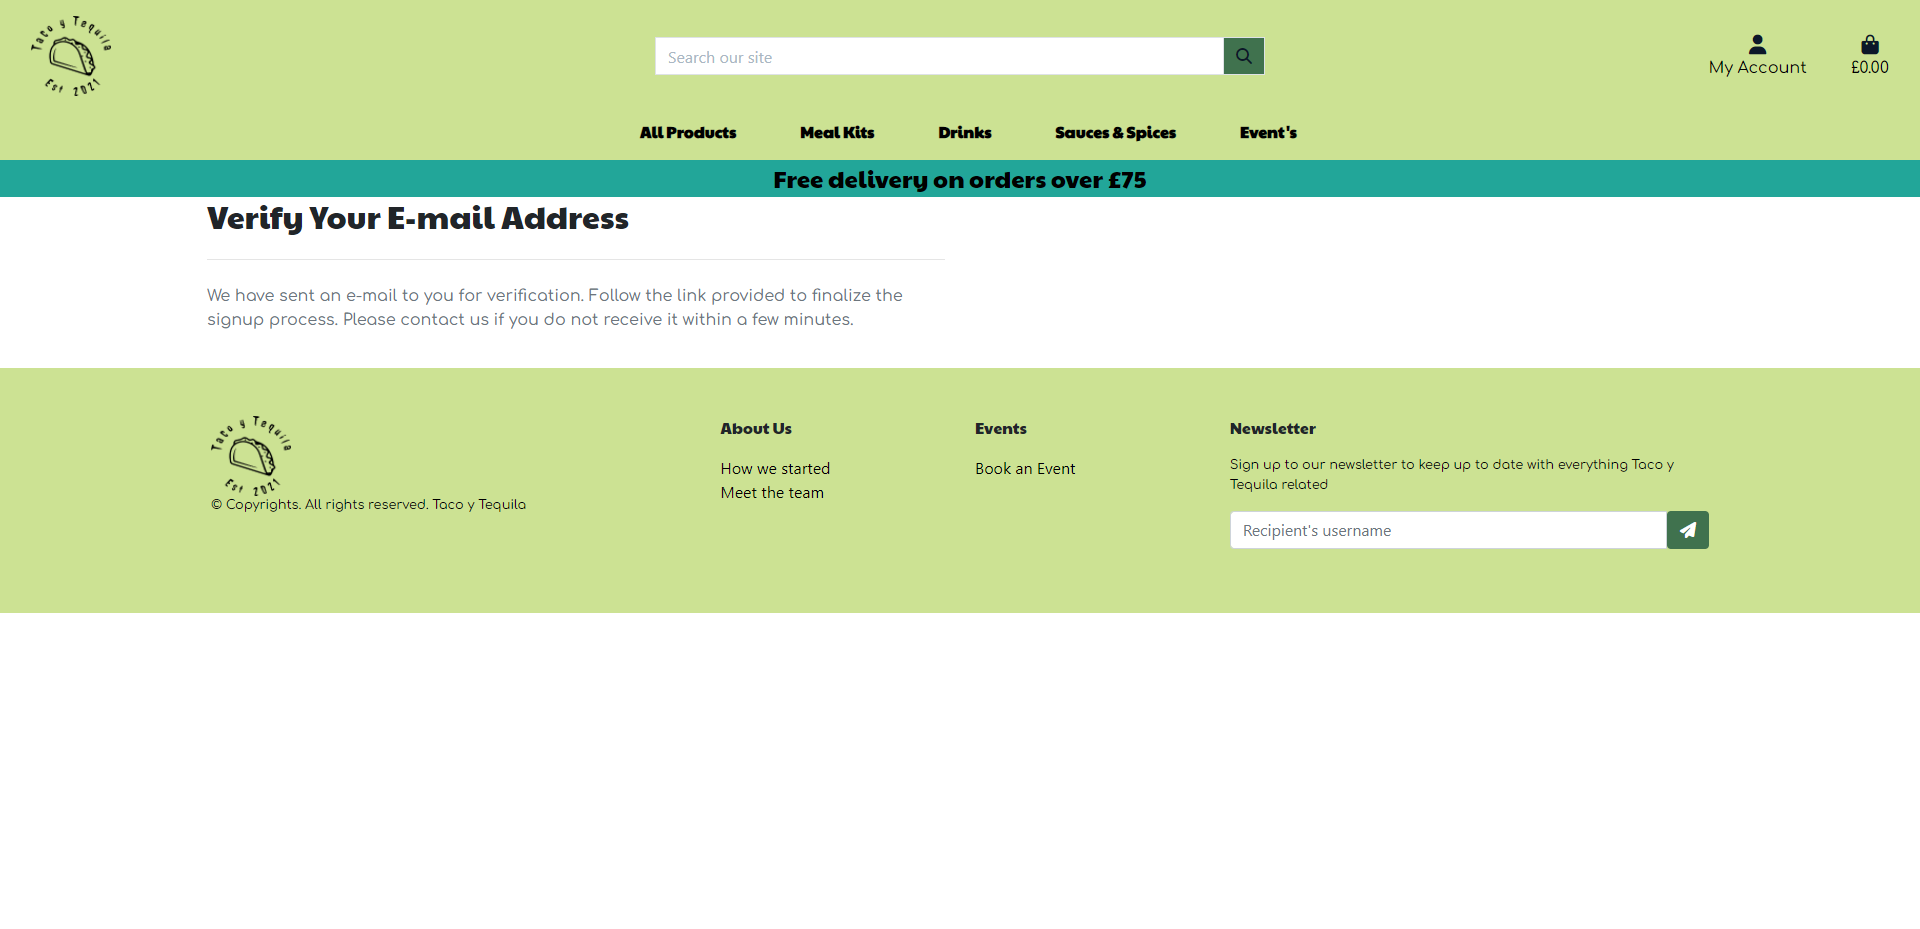 Taco y Tequila
Est 2021
Search our site
My Account
£0.00
All Products
Meal Kits
Drinks
Sauces & Spices
Event's
Free delivery on orders over £75
Verify Your E-mail Address
We have sent an e-mail to you for verification. Follow the link provided to finalize the
signup process. Please contact us if you do not receive it within a few minutes.
Taco y Tequila
Est 2021
© Copyrights. All rights reserved. Taco y Tequila
About Us
How we started
Meet the team
Events
Book an Event
Newsletter
Sign up to our newsletter to keep up to date with everything Taco y
Tequila related
Recipient's username